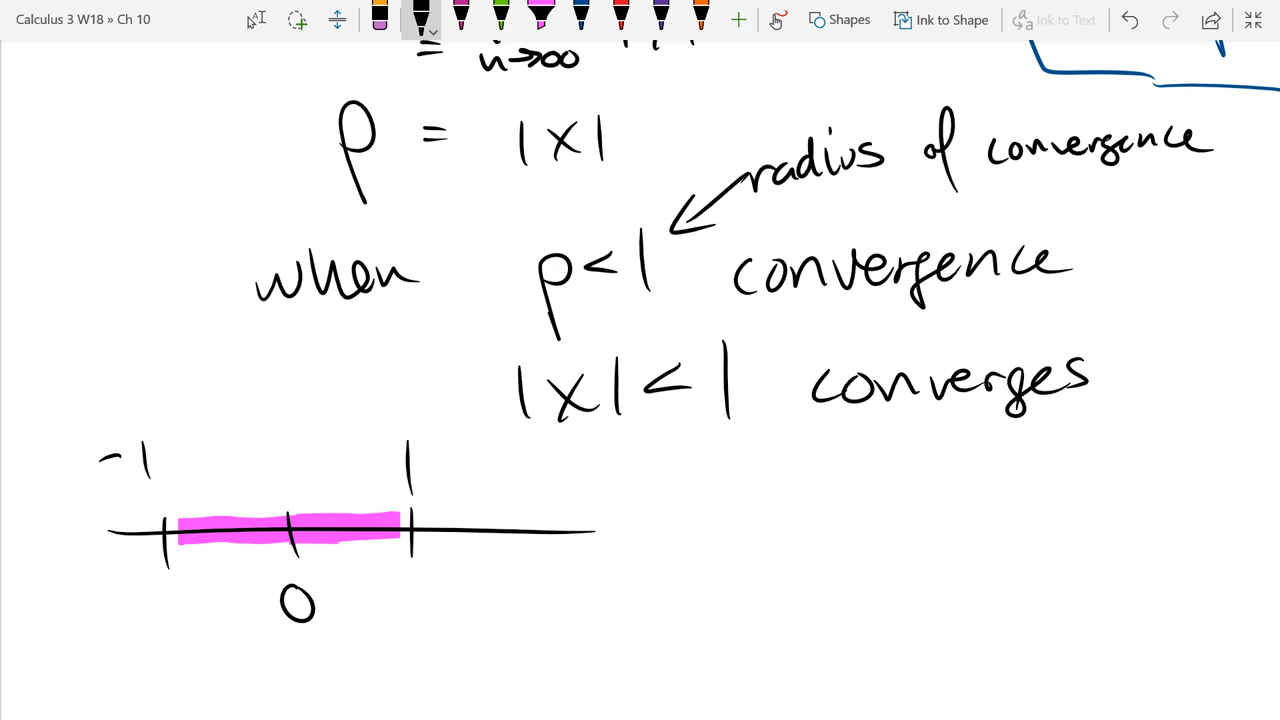 Calculus 3 W18 » Ch 10
Shapes
Ink to Shape
Ink to Text
= n→∞
ρ = |x|
radius of convergence
when ρ < 1 convergence
|x| < 1 converges
-1 1
0